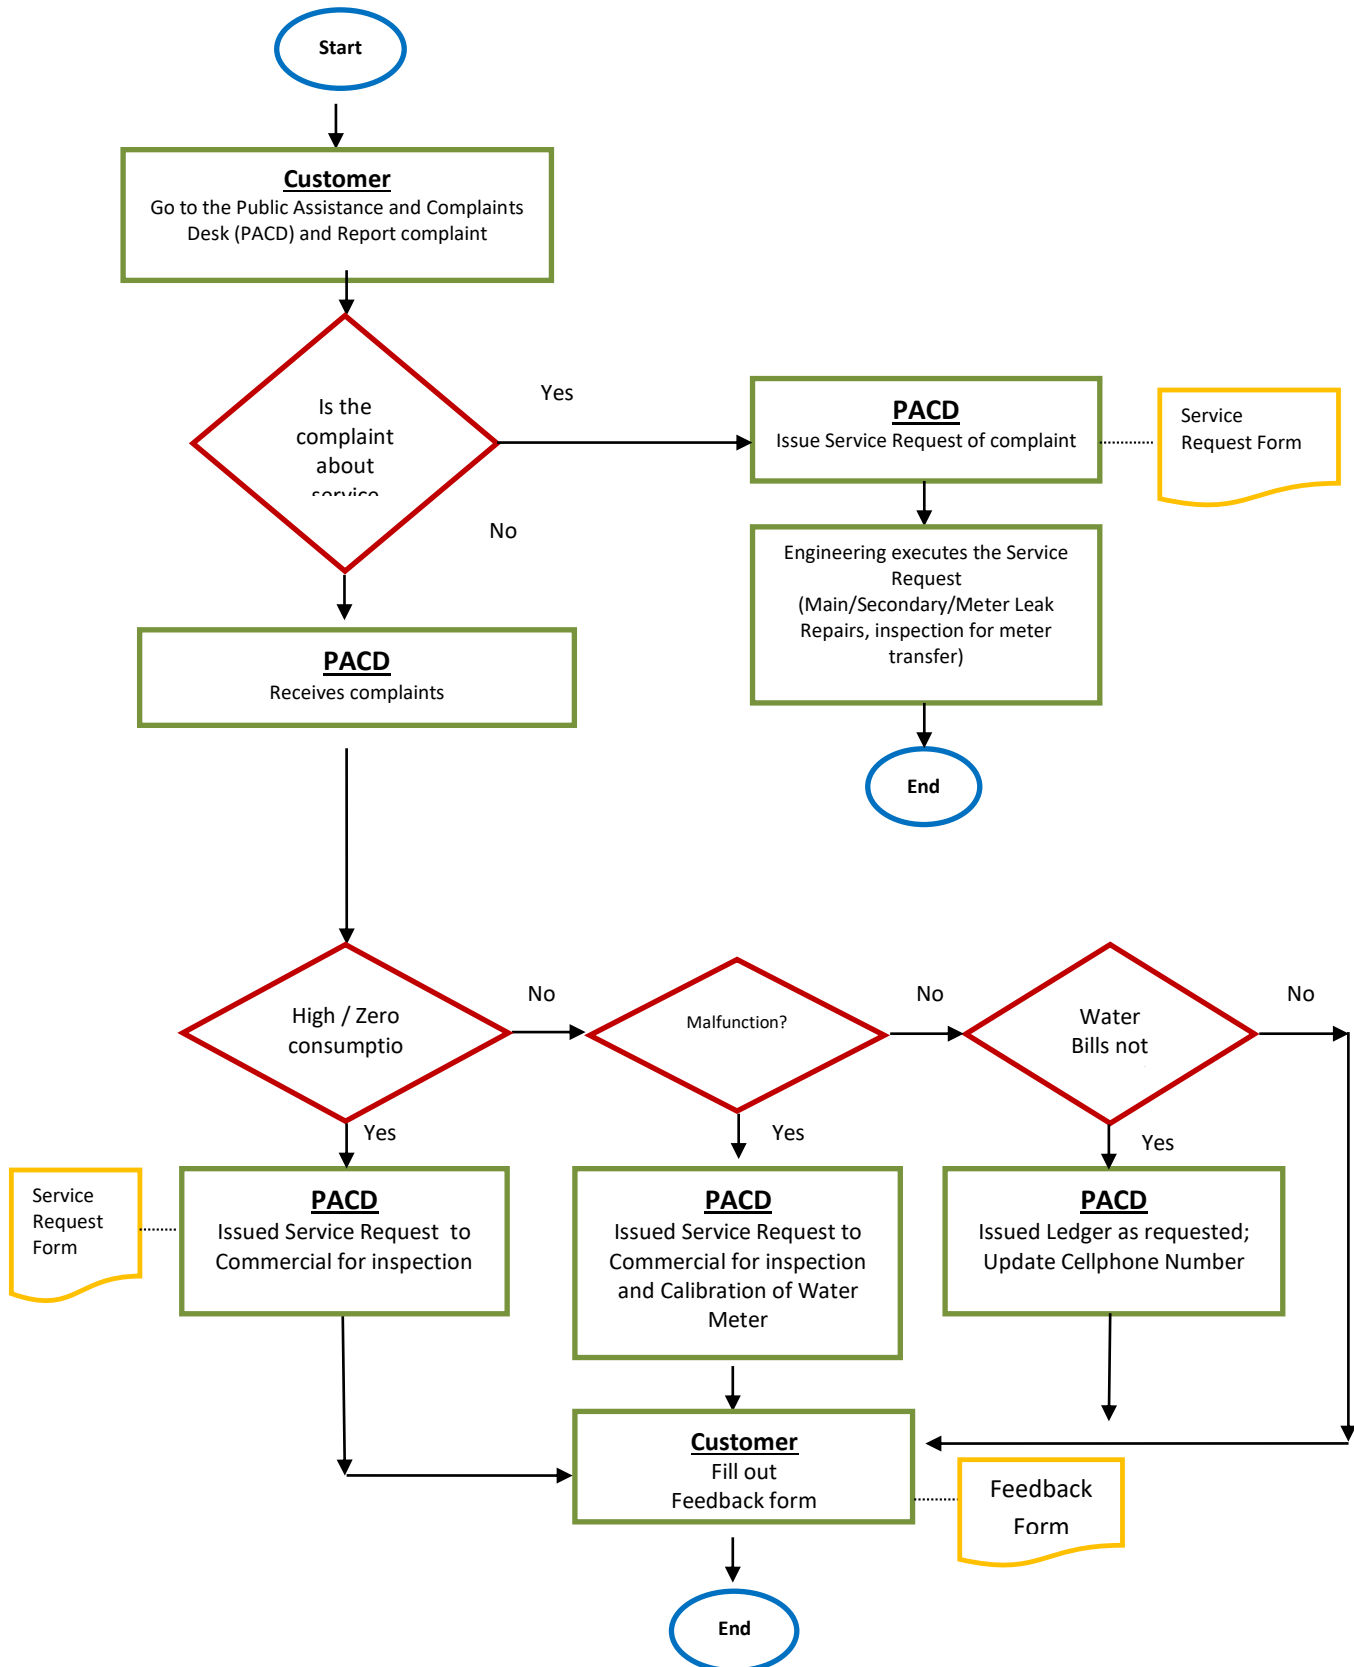 Start
Customer
Go to the Public Assistance and Complaints
Desk (PACD) and Report complaint
Is the
complaint
about
service
Yes
No
PACD
Issue Service Request of complaint
Service
Request Form
Engineering executes the Service
Request
(Main/Secondary/Meter Leak
Repairs, inspection for meter
transfer)
End
PACD
Receives complaints
High / Zero
consumptio
No
Malfunction?
No
Water
Bills not
No
Yes
Yes
Yes
Service
Request
Form
PACD
Issued Service Request to
Commercial for inspection
PACD
Issued Service Request to
Commercial for inspection
and Calibration of Water
Meter
PACD
Issued Ledger as requested;
Update Cellphone Number
Customer
Fill out
Feedback form
Feedback
Form
End